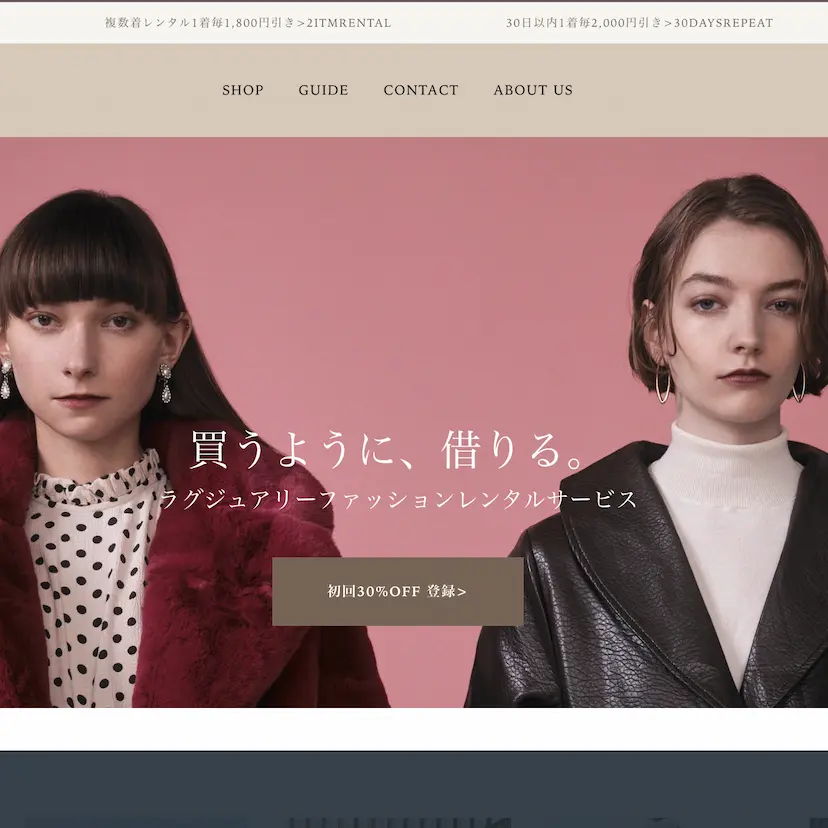 複数着レンタル1着毎1,800円引き>2ITMRENTAL
30日以内1着毎2,000円引き>30DAYSREPEAT
SHOP GUIDE CONTACT ABOUT US
買うように、借りる。
ラグジュアリーファッションレンタルサービス
初回30%OFF 登録>